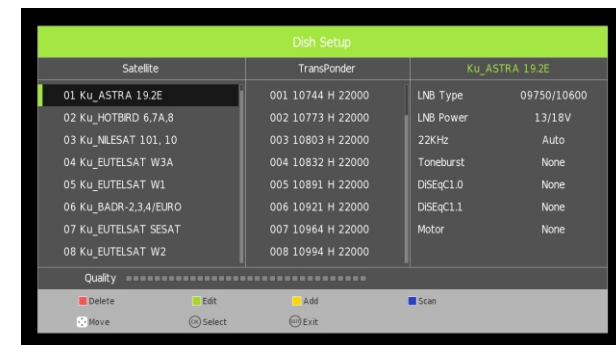 Dish Setup
Satellite TransPonder Ku_ASTRA 19.2E
01 Ku_ASTRA 19.2E 001 10744 H 22000 LNB Type 09750/10600
02 Ku_HOTBIRD 6,7A,8 002 10773 H 22000 LNB Power 13/18V
03 Ku_NILESAT 101, 10 003 10803 H 22000 22KHz Auto
04 Ku_EUTELSAT W3A 004 10832 H 22000 Toneburst None
05 Ku_EUTELSAT W1 005 10891 H 22000 DiSEqC1.0 None
06 Ku_BADR-2,3,4/EURO 006 10921 H 22000 DiSEqC1.1 None
07 Ku_EUTELSAT SESAT 007 10964 H 22000 Motor None
08 Ku_EUTELSAT W2 008 10994 H 22000
Quality
Delete Edit Add Scan
Move OK Select EXIT Exit